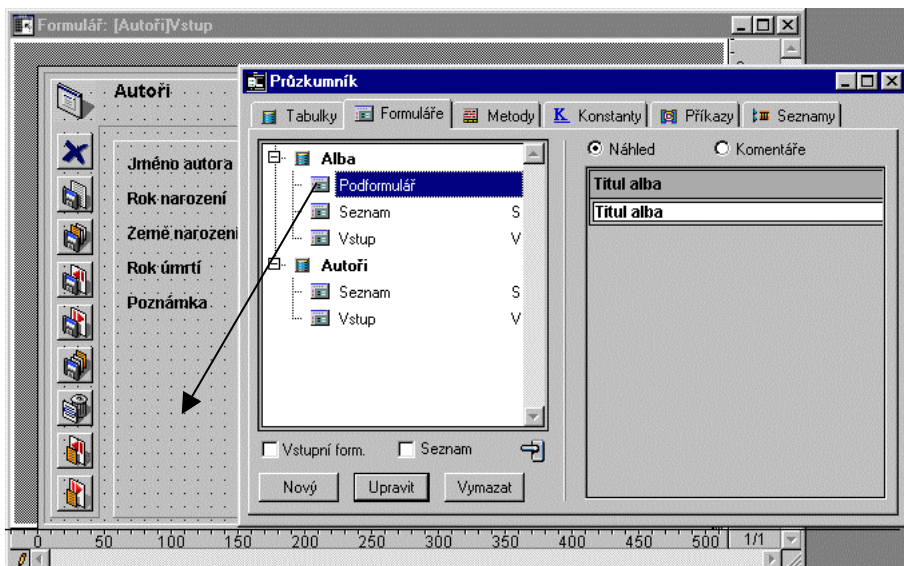 Formulář: [Autoři]Vstup
Autoři
Jméno autora
Rok narození
Země narození
Rok úmrtí
Poznámka
Průzkumník
Tabulky Formuláře Metody K Konstanty Příkazy Seznamy
Alba
Podformulář
Seznam S
Vstup V
Autoři
Seznam S
Vstup V
Vstupní form. Seznam
Nový Upravit Vymazat
Náhled Komentáře
Titul alba
Titul alba
0 50 100 150 200 250 300 350 400 450 500 1/1